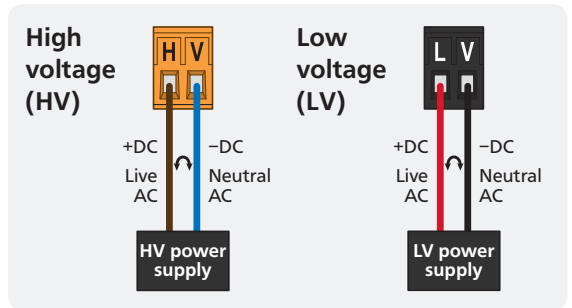 High
voltage
(HV)
H V
+DC
Live
AC
–DC
Neutral
AC
HV power
supply
Low
voltage
(LV)
L V
+DC
Live
AC
–DC
Neutral
AC
LV power
supply